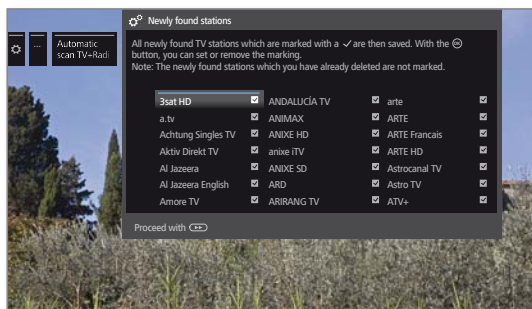 Newly found stations
...
Automatic
scan TV+Radi
All newly found TV stations which are marked with a ✓ are then saved. With the OK
button, you can set or remove the marking.
Note: The newly found stations which you have already deleted are not marked.
3sat HD ANDALUCÍA TV arte
a.tv ANIMAX ARTE
Achtung Singles TV ANIXE HD ARTE Francais
Aktiv Direkt TV anixe iTV ARTE HD
Al Jazeera ANIXE SD Astrocanal TV
Al Jazeera English ARD Astro TV
Amore TV ARIRANG TV ATV+
Proceed with